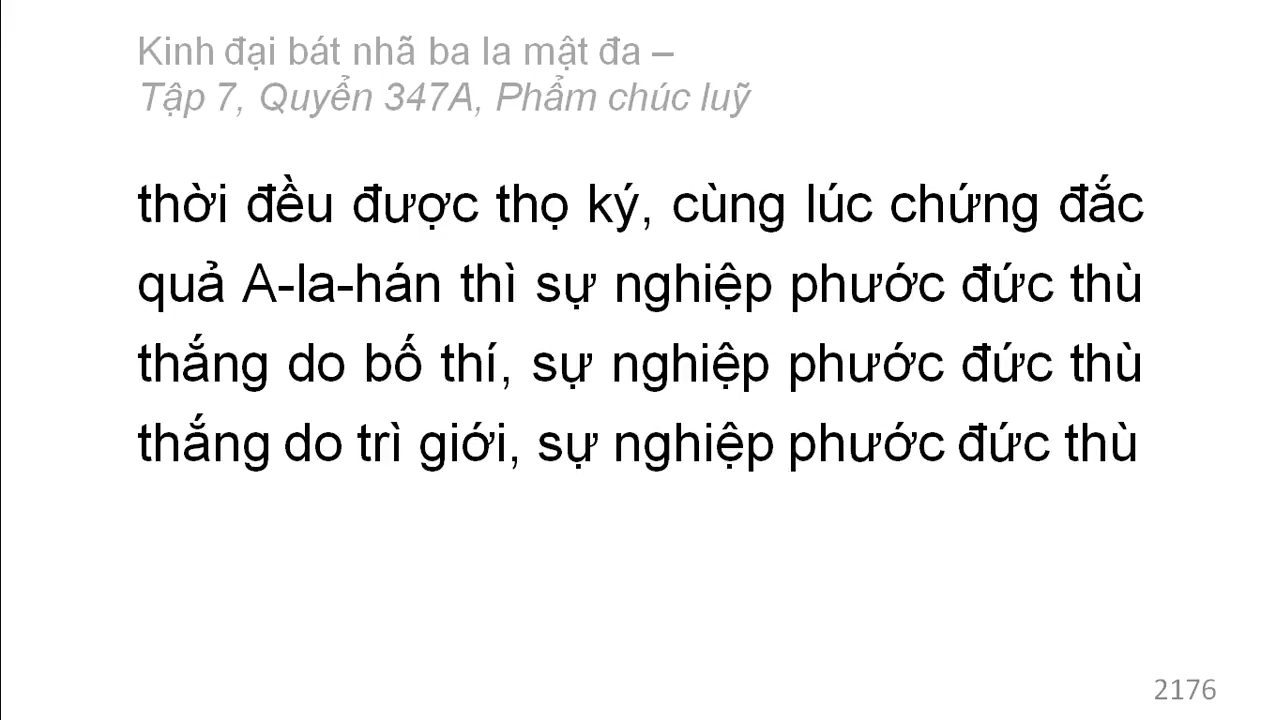 Kinh đại bát nhã ba la mật đa –
Tập 7, Quyển 347A, Phẩm chúc luỹ
thời đều được thọ ký, cùng lúc chứng đắc
quả A-la-hán thì sự nghiệp phước đức thù
thắng do bố thí, sự nghiệp phước đức thù
thắng do trì giới, sự nghiệp phước đức thù
2176